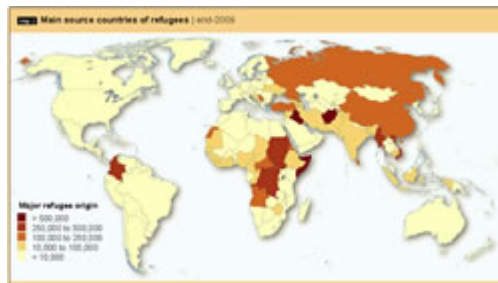 Main source countries of refugees | end-2009
Major refugee origin
> 500,000
250,000 to 500,000
100,000 to 250,000
10,000 to 100,000
< 10,000